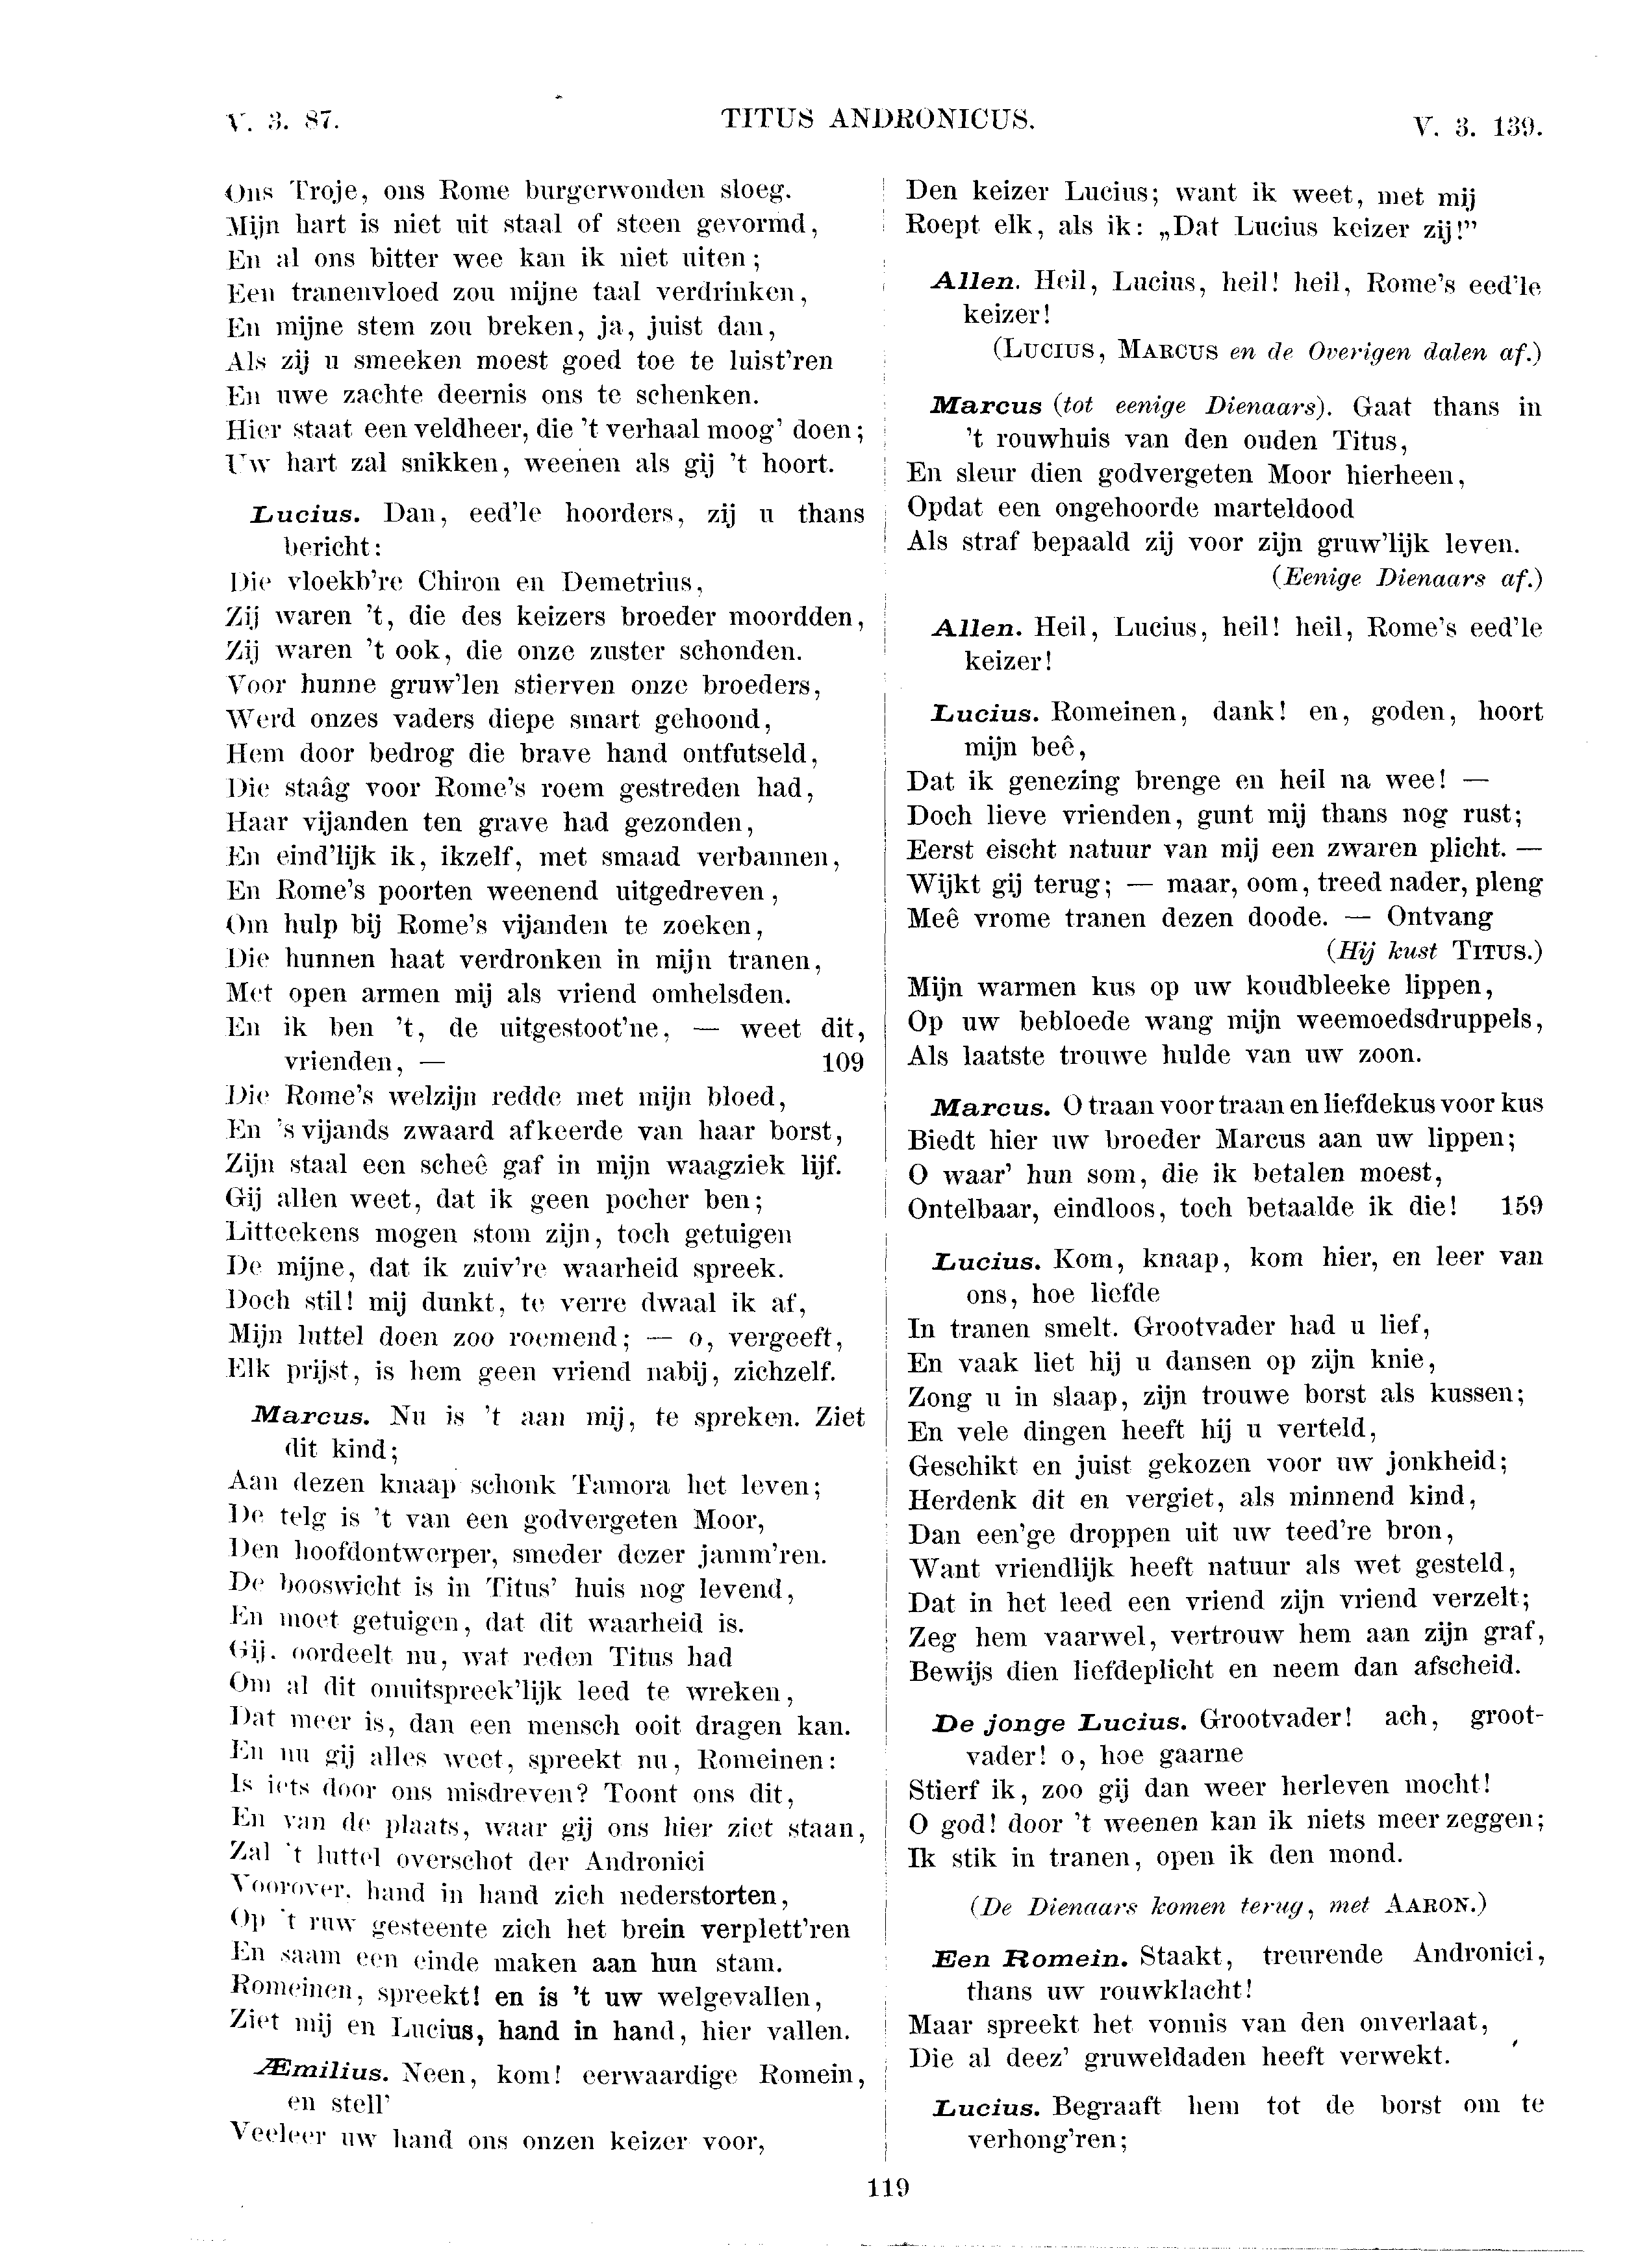 V. 3. 87.
TITUS ANDRONICUS.
V. 3. 139.
Ons Troje, ons Rome burgerwonden sloeg.
Mijn hart is niet uit staal of steen gevormd,
En al ons bitter wee kan ik niet uiten;
Een tranenvloed zou mijne taal verdrinken,
En mijne stem zou breken, ja, juist dan,
Als zij u smeeken moest goed toe te luist'ren
En uwe zachte deernis ons te schenken.
Hier staat een veldheer, die 't verhaal moog' doen;
Uw hart zal snikken, weenen als gij 't hoort.
Lucius. Dan, eed'le hoorders, zij u thans
bericht:
Die vloekb're Chiron en Demetrius,
Zij waren 't, die des keizers broeder moordden,
Zij waren 't ook, die onze zuster schonden.
Voor hunne gruw'len stierven onze broeders,
Werd onzes vaders diepe smart gehoond,
Hem door bedrog die brave hand ontfutseld,
Die staâg voor Rome's roem gestreden had,
Haar vijanden ten grave had gezonden,
En eind'lijk ik, ikzelf, met smaad verbannen,
En Rome's poorten weenend uitgedreven,
Om hulp bij Rome's vijanden te zoeken,
Die hunnen haat verdronken in mijn tranen,
Met open armen mij als vriend omhelsden.
En ik ben 't, de uitgestoot'ne, — weet dit,
vrienden, — 109
Die Rome's welzijn redde met mijn bloed,
En 's vijands zwaard afkeerde van haar borst,
Zijn staal een scheê gaf in mijn waagziek lijf.
Gij allen weet, dat ik geen pocher ben;
Litteekens mogen stom zijn, toch getuigen
De mijne, dat ik zuiv're waarheid spreek.
Doch stil! mij dunkt, te verre dwaal ik af,
Mijn luttel doen zoo roemend; — o, vergeeft,
Elk prijst, is hem geen vriend nabij, zichzelf.
Marcus. Nu is 't aan mij, te spreken. Ziet
dit kind;
Aan dezen knaap schonk Tamora het leven;
De telg is 't van een godvergeten Moor,
Den hoofdontwerper, smeder dezer jamm'ren.
De booswicht is in Titus' huis nog levend,
En moet getuigen, dat dit waarheid is.
Gij. oordeelt nu, wat reden Titus had
Om al dit onuitspreek'lijk leed te wreken,
Dat meer is, dan een mensch ooit dragen kan.
En nu gij alles weet, spreekt nu, Romeinen:
Is iets door ons misdreven? Toont ons dit,
En van de plaats, waar gij ons hier ziet staan,
Zal 't luttel overschot der Andronici
Voorover. hand in hand zich nederstorten,
Op 't ruw gesteente zich het brein verplett'ren
En saam een einde maken aan hun stam.
Romeinen, spreekt! en is 't uw welgevallen,
Ziet mij en Lucius, hand in hand, hier vallen.
Æmilius. Neen, kom! eerwaardige Romein,
en stell'
Veeleer uw hand ons onzen keizer voor,
Den keizer Lucius; want ik weet, met mij
Roept elk, als ik: „Dat Lucius keizer zij!”
Allen. Heil, Lucius, heil! heil, Rome's eed'le
keizer!
(LUCIUS, MARCUS en de Overigen dalen af.)
Marcus (tot eenige Dienaars). Gaat thans in
't rouwhuis van den ouden Titus,
En sleur dien godvergeten Moor hierheen,
Opdat een ongehoorde marteldood
Als straf bepaald zij voor zijn gruw'lijk leven.
(Eenige Dienaars af.)
Allen. Heil, Lucius, heil! heil, Rome's eed'le
keizer!
Lucius. Romeinen, dank! en, goden, hoort
mijn beê,
Dat ik genezing brenge en heil na wee! —
Doch lieve vrienden, gunt mij thans nog rust;
Eerst eischt natuur van mij een zwaren plicht. —
Wijkt gij terug; — maar, oom, treed nader, pleng
Meê vrome tranen dezen doode. — Ontvang
(Hij kust TITUS.)
Mijn warmen kus op uw koudbleeke lippen,
Op uw bebloede wang mijn weemoedsdruppels,
Als laatste trouwe hulde van uw zoon.
Marcus. O traan voor traan en liefdekus voor kus
Biedt hier uw broeder Marcus aan uw lippen;
O waar' hun som, die ik betalen moest,
Ontelbaar, eindloos, toch betaalde ik die! 159
Lucius. Kom, knaap, kom hier, en leer van
ons, hoe liefde
In tranen smelt. Grootvader had u lief,
En vaak liet hij u dansen op zijn knie,
Zong u in slaap, zijn trouwe borst als kussen;
En vele dingen heeft hij u verteld,
Geschikt en juist gekozen voor uw jonkheid;
Herdenk dit en vergiet, als minnend kind,
Dan een'ge droppen uit uw teed're bron,
Want vriendlijk heeft natuur als wet gesteld,
Dat in het leed een vriend zijn vriend verzelt;
Zeg hem vaarwel, vertrouw hem aan zijn graf,
Bewijs dien liefdeplicht en neem dan afscheid.
De jonge Lucius. Grootvader! ach, groot-
vader! o, hoe gaarne
Stierf ik, zoo gij dan weer herleven mocht!
O god! door 't weenen kan ik niets meer zeggen;
Ik stik in tranen, open ik den mond.
(De Dienaars komen terug, met AARON.)
Een Romein. Staakt, treurende Andronici,
thans uw rouwklacht!
Maar spreekt het vonnis van den onverlaat,
Die al deez' gruweldaden heeft verwekt.
Lucius. Begraaft hem tot de borst om te
verhong'ren;
119